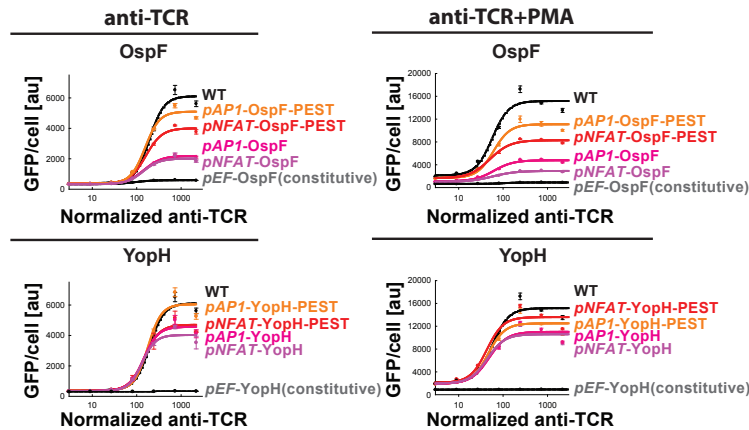 anti-TCR
OspF
GFP/cell [au]
6000
4000
2000
0
10
100
1000
Normalized anti-TCR
WT
pAP1-OspF-PEST
pNFAT-OspF-PEST
pAP1-OspF
pNFAT-OspF
pEF-OspF(constitutive)
anti-TCR+PMA
OspF
GFP/cell [au]
20000
16000
12000
8000
4000
0
10
100
1000
Normalized anti-TCR
WT
pAP1-OspF-PEST
pNFAT-OspF-PEST
pAP1-OspF
pNFAT-OspF
pEF-OspF(constitutive)
YopH
GFP/cell [au]
6000
4000
2000
0
10
100
1000
Normalized anti-TCR
WT
pAP1-YopH-PEST
pNFAT-YopH-PEST
pAP1-YopH
pNFAT-YopH
pEF-YopH(constitutive)
YopH
GFP/cell [au]
20000
16000
12000
8000
4000
0
10
100
1000
Normalized anti-TCR
WT
pNFAT-YopH-PEST
pAP1-YopH-PEST
pAP1-YopH
pNFAT-YopH
pEF-YopH(constitutive)